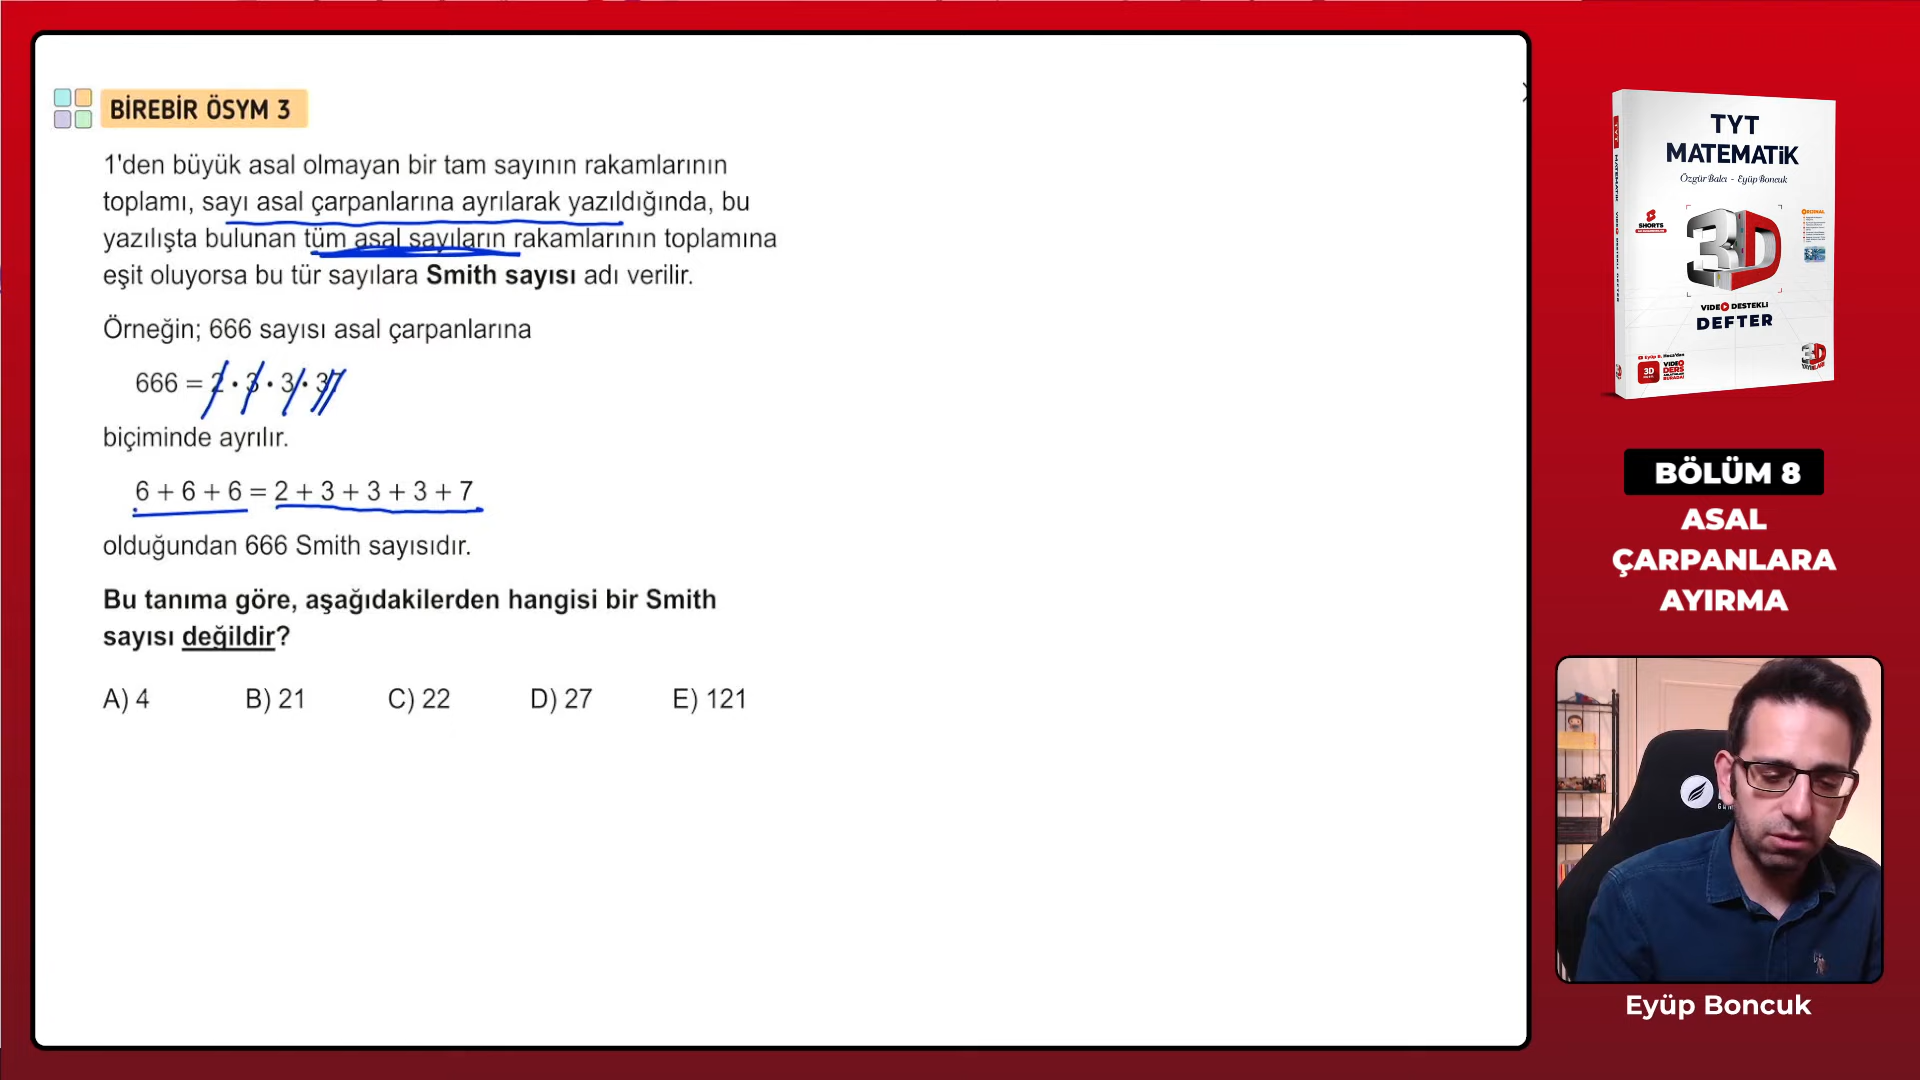 BİREBİR ÖSYM 3
1'den büyük asal olmayan bir tam sayının rakamlarının
toplamı, sayı asal çarpanlarına ayrılarak yazıldığında, bu
yazılışta bulunan tüm asal sayıların rakamlarının toplamına
eşit oluyorsa bu tür sayılara Smith sayısı adı verilir.
Örneğin; 666 sayısı asal çarpanlarına
666 = 2 · 3 · 3 · 37
biçiminde ayrılır.
6 + 6 + 6 = 2 + 3 + 3 + 3 + 7
olduğundan 666 Smith sayısıdır.
Bu tanıma göre, aşağıdakilerden hangisi bir Smith
sayısı değildir?
A) 4 B) 21 C) 22 D) 27 E) 121
TYT
MATEMATİK
Özgür Balcı - Eyüp Boncuk
SHORTS
3D
VIDEO DESTEKLİ
DEFTER
BÖLÜM 8
ASAL
ÇARPANLARA
AYIRMA
Eyüp Boncuk